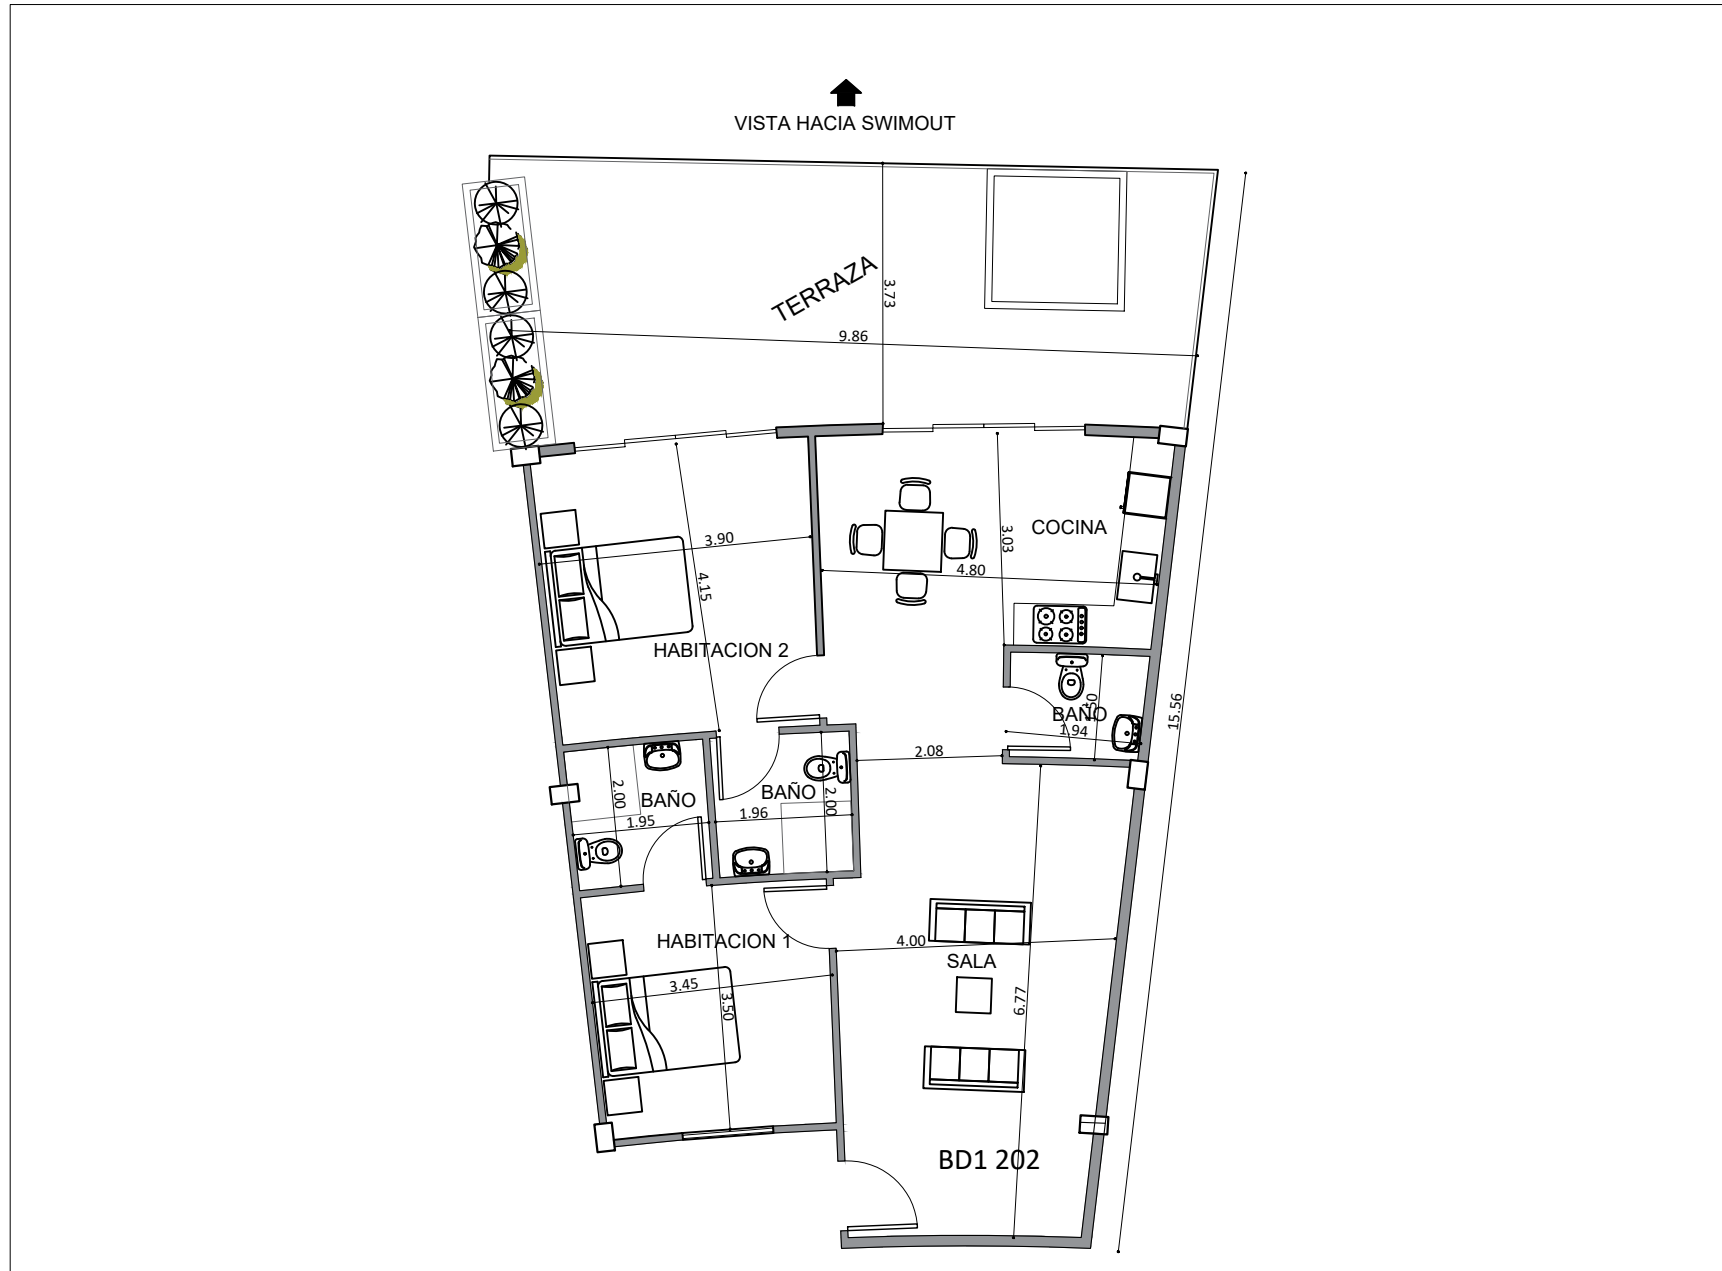 VISTA HACIA SWIMOUT
TERRAZA
3.73
9.86
3.90
4.15
HABITACION 2
3.03
COCINA
4.80
1.50
BAÑO
1.94
15.56
2.08
2.00
BAÑO
1.95
BAÑO
2.00
1.96
HABITACION 1
3.45
3.50
4.00
SALA
6.77
BD1 202